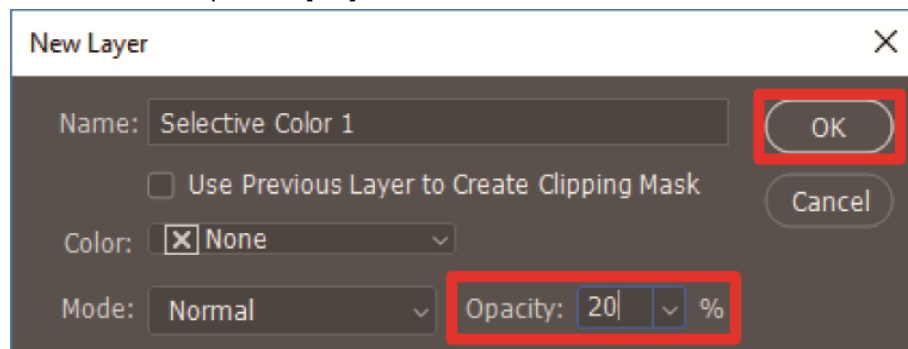 New Layer
Name: Selective Color 1
OK
Use Previous Layer to Create Clipping Mask
Cancel
Color: None
Mode: Normal Opacity: 20 %